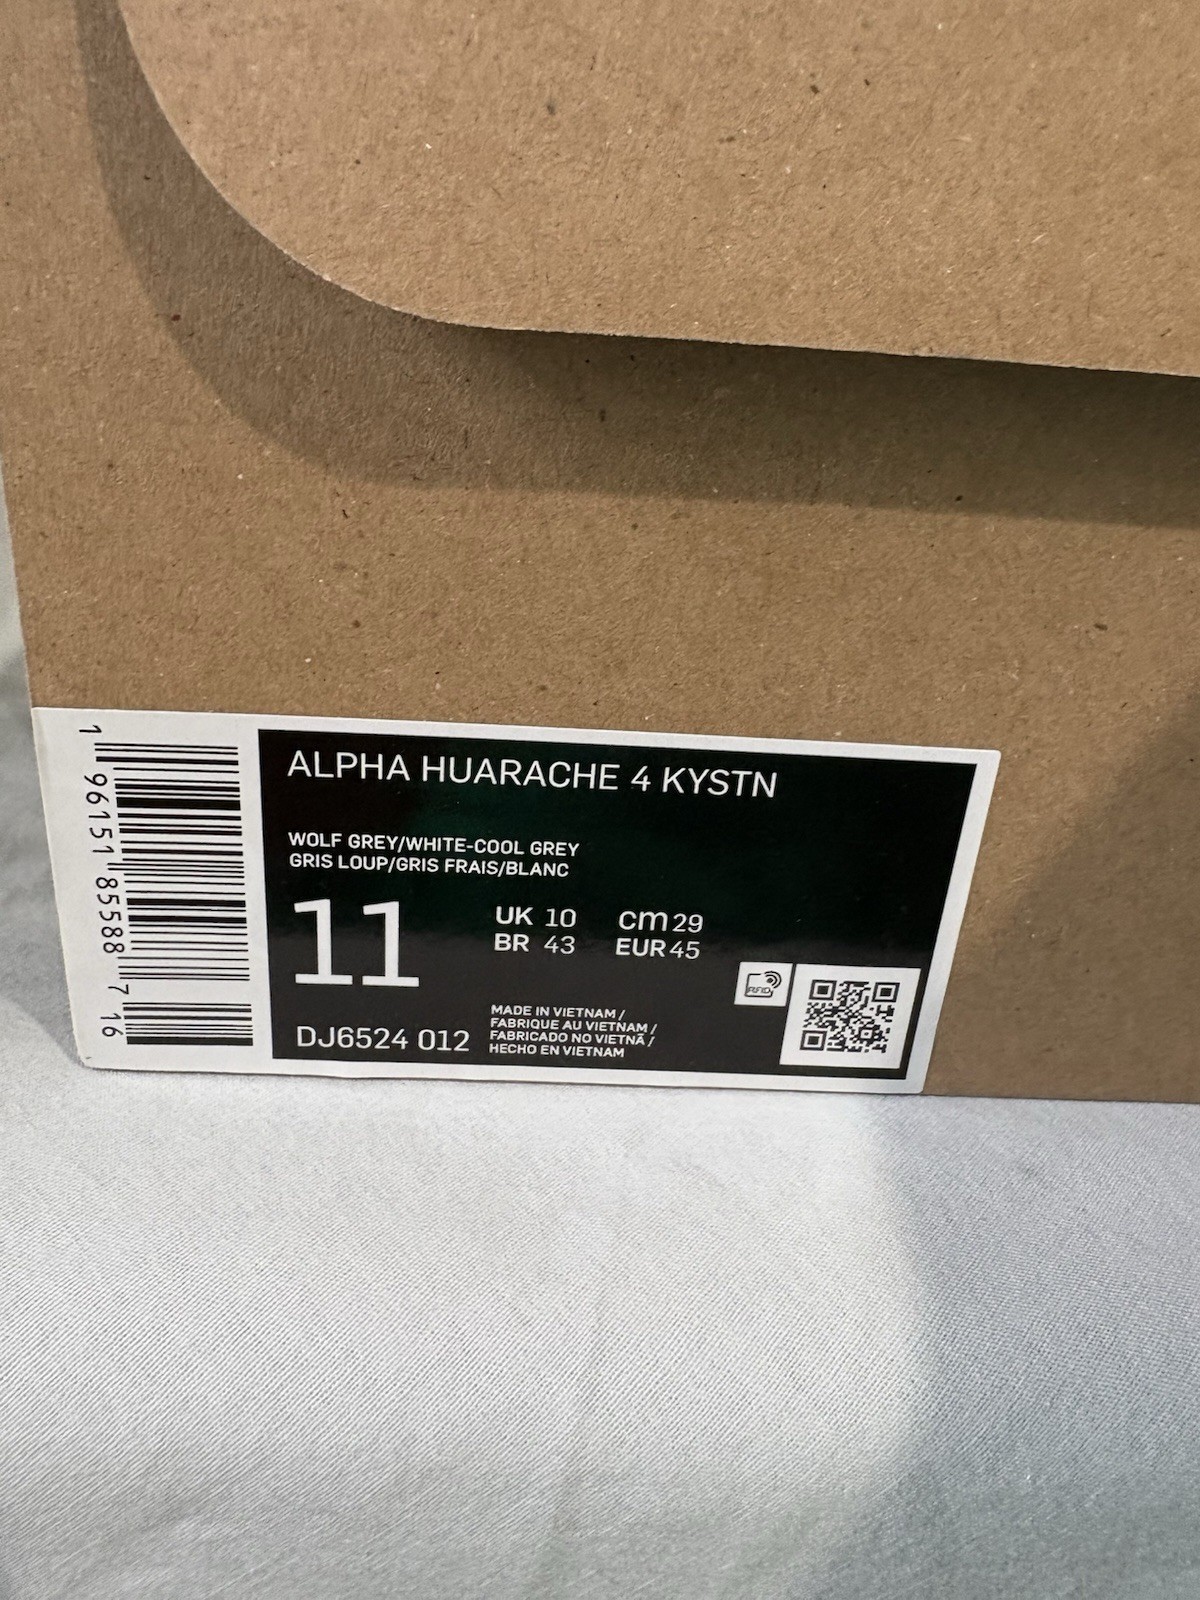 ALPHA HUARACHE 4 KYSTN
WOLF GREY/WHITE-COOL GREY
GRIS LOUP/GRIS FRAIS/BLANC
11
UK 10 cm 29
BR 43 EUR 45
DJ6524 012
MADE IN VIETNAM /
FABRIQUE AU VIETNAM /
FABRICADO NO VIETNÃ /
HECHO EN VIETNAM
RFID
1 96151 85588 7 16